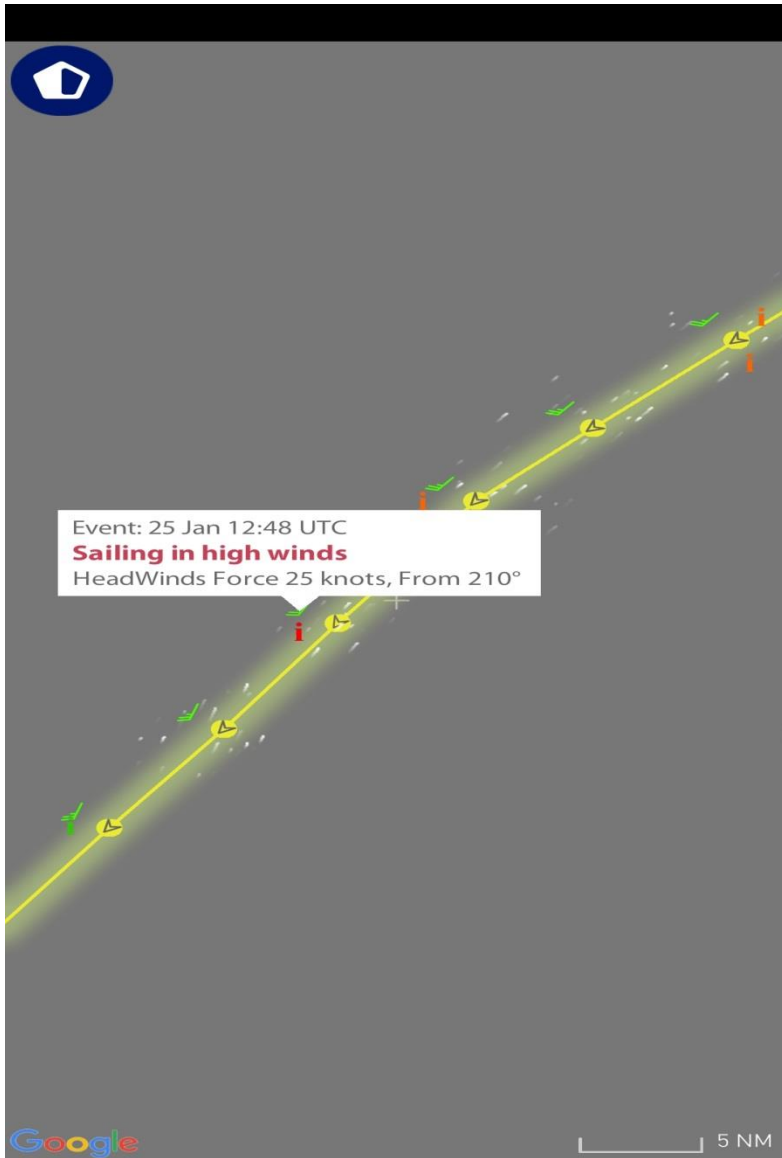 Event: 25 Jan 12:48 UTC
Sailing in high winds
HeadWinds Force 25 knots, From 210°
i
i
i
i
i
Google
5 NM